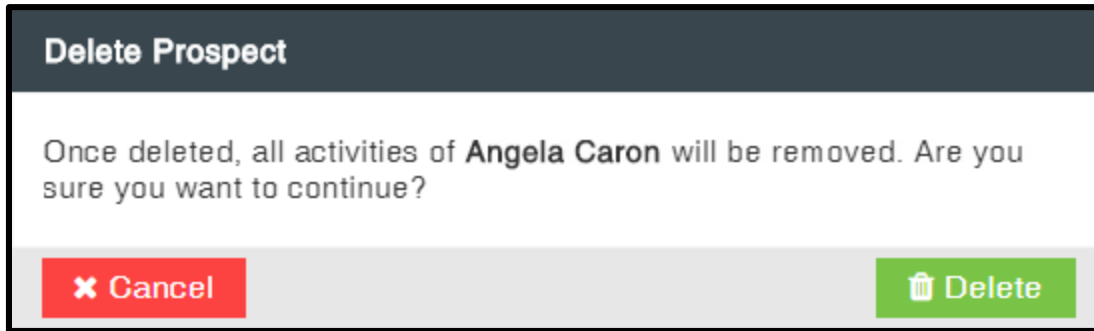 Delete Prospect
Once deleted, all activities of Angela Caron will be removed. Are you
sure you want to continue?
Cancel
Delete